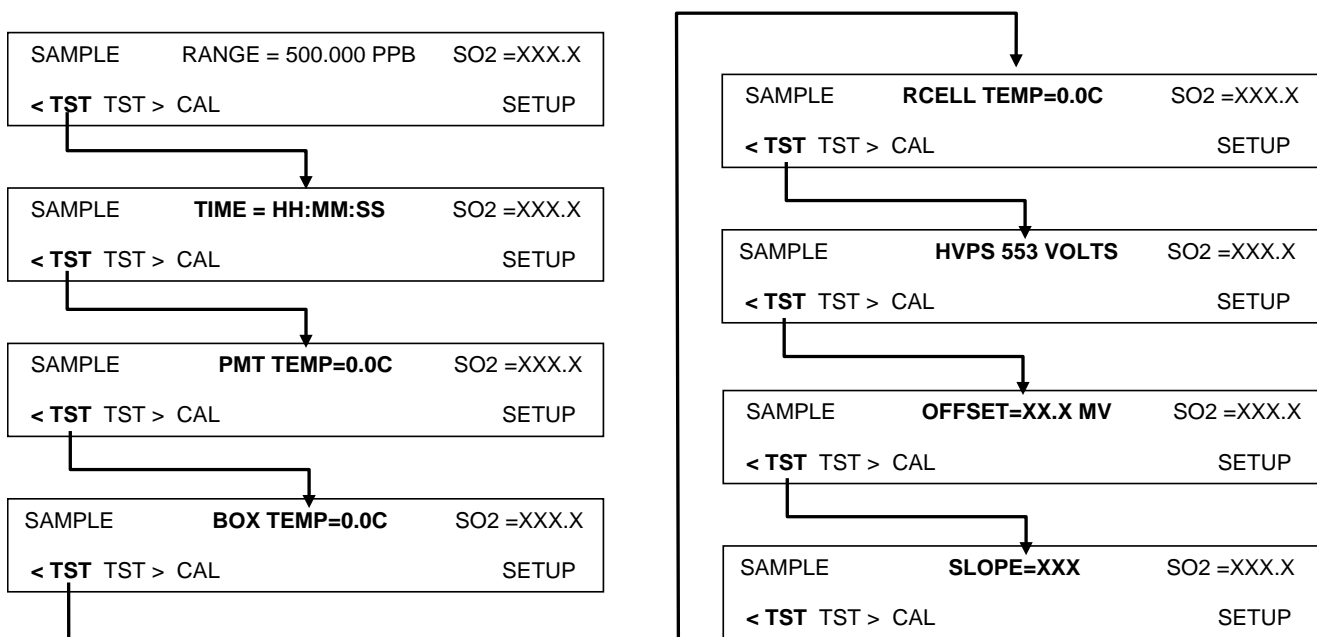 SAMPLE RANGE = 500.000 PPB SO2 =XXX.X
< TST TST > CAL SETUP
SAMPLE TIME = HH:MM:SS SO2 =XXX.X
< TST TST > CAL SETUP
SAMPLE PMT TEMP=0.0C SO2 =XXX.X
< TST TST > CAL SETUP
SAMPLE BOX TEMP=0.0C SO2 =XXX.X
< TST TST > CAL SETUP
SAMPLE RCELL TEMP=0.0C SO2 =XXX.X
< TST TST > CAL SETUP
SAMPLE HVPS 553 VOLTS SO2 =XXX.X
< TST TST > CAL SETUP
SAMPLE OFFSET=XX.X MV SO2 =XXX.X
< TST TST > CAL SETUP
SAMPLE SLOPE=XXX SO2 =XXX.X
< TST TST > CAL SETUP